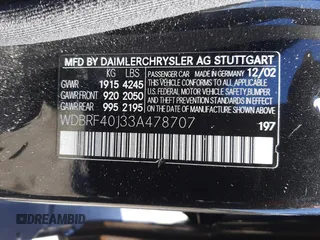 MFD BY DAIMLERCHRYSLER AG STUTTGART
KG LBS MADE IN GERMANY 12/02
GVWR 1915 4245
GAWR FRONT 920 2050
GAWR REAR 995 2195
THIS VEHICLE CONFORMS TO ALL
APPLICABLE U.S. FEDERAL MOTOR
VEHICLE SAFETY, BUMPER, AND THEFT
PREVENTION STANDARDS IN EFFECT ON THE
DATE OF MANUFACTURE SHOWN ABOVE
WDBRF40J33A478707
PASSENGER CAR
197
DREAMBID